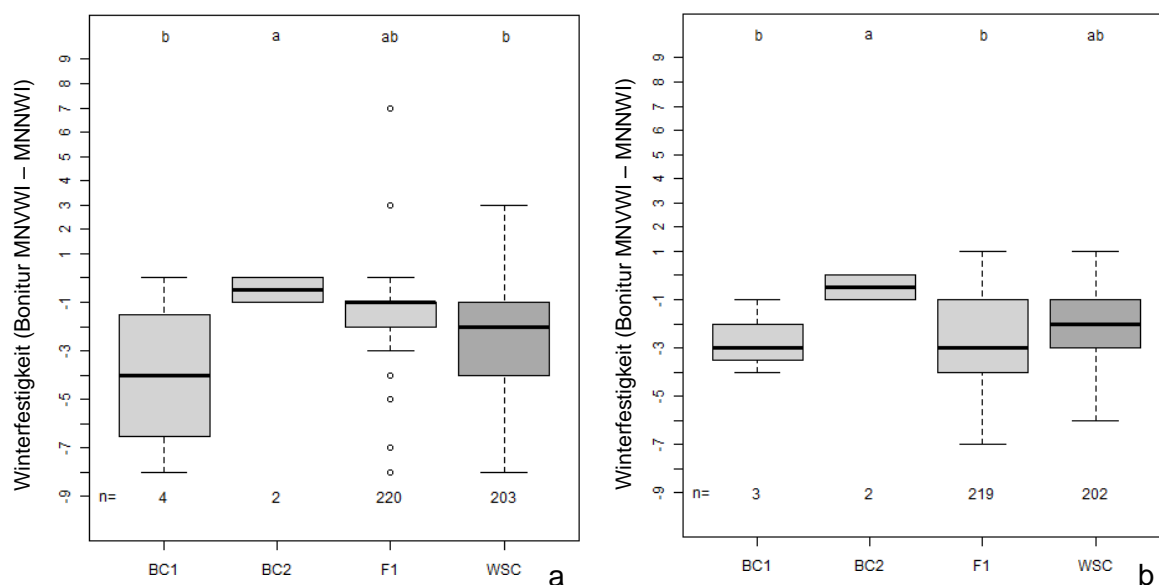 Winterfestigkeit (Bonitur MNVWI – MNNWI)
b a ab b
9
8
7
6
5
4
3
2
1
-1
-3
-5
-7
-9
n= 4 2 220 203
BC1 BC2 F1 WSC
a
Winterfestigkeit (Bonitur MNVWI – MNNWI)
b a b ab
9
8
7
6
5
4
3
2
1
-1
-3
-5
-7
-9
n= 3 2 219 202
BC1 BC2 F1 WSC
b